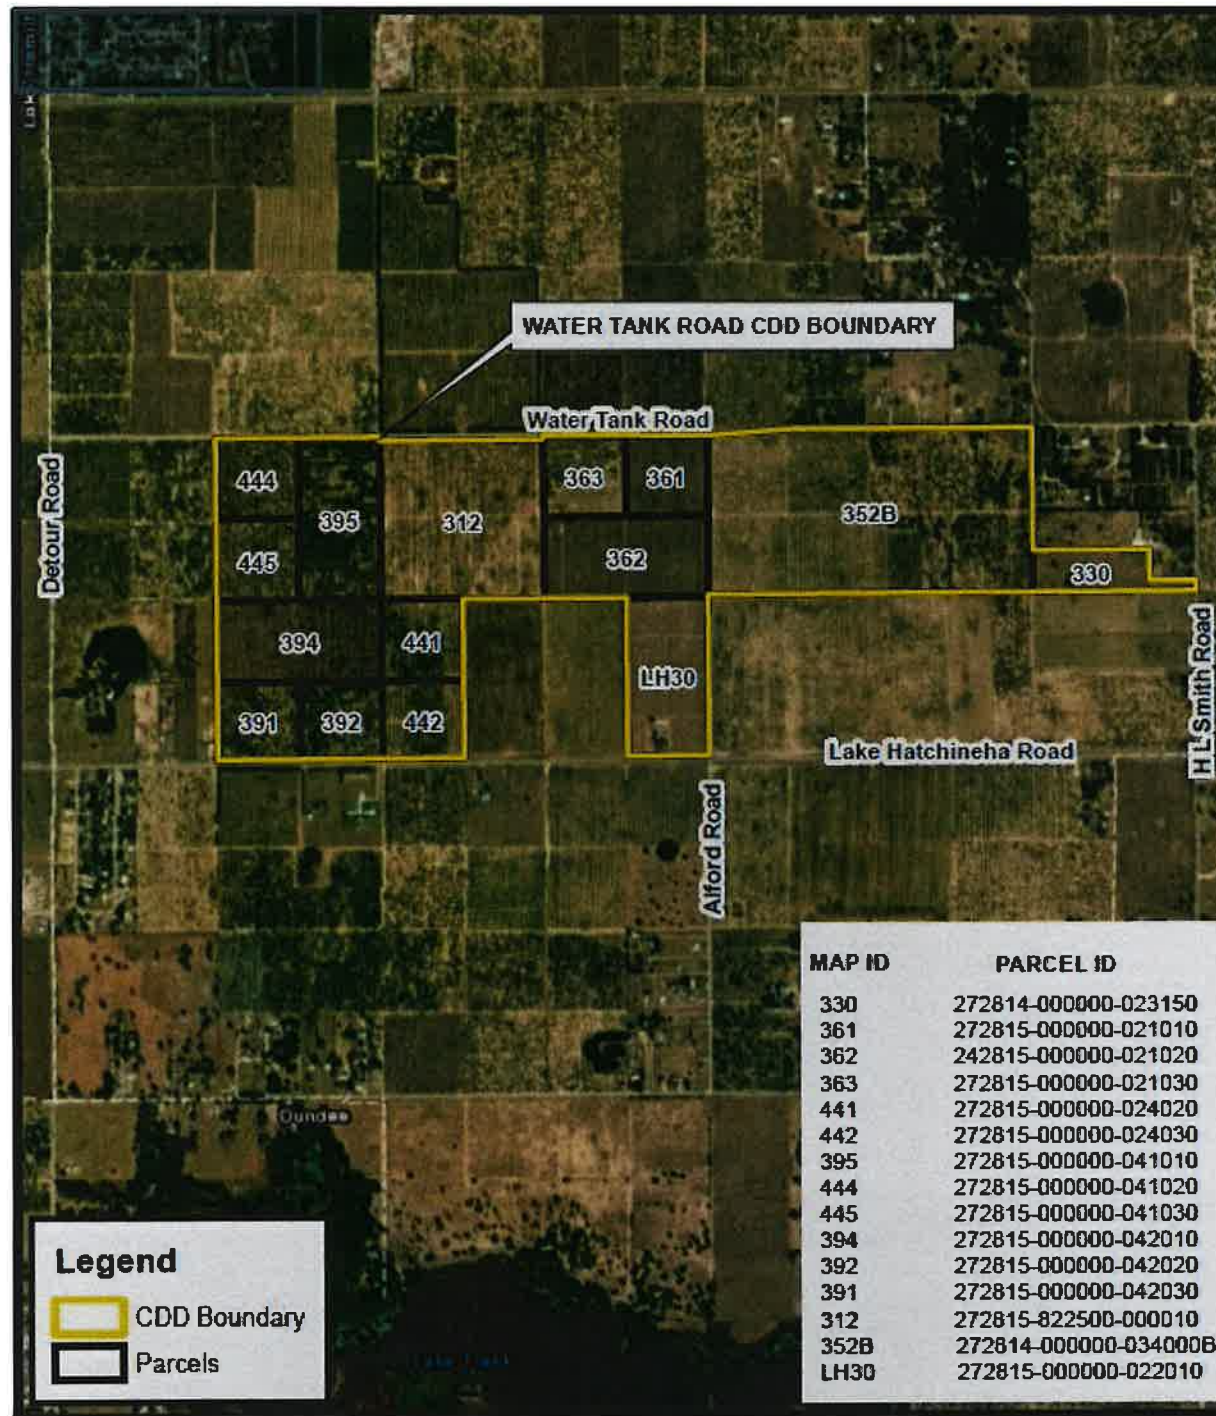 WATER TANK ROAD CDD BOUNDARY
Water Tank Road
444
363
361
395
312
352B
445
362
330
Detour Road
394
441
LH30
391
392
442
Lake Hatchineha Road
H L Smith Road
Alford Road
MAP ID PARCEL ID
330 272814-000000-023150
361 272815-000000-021010
362 242815-000000-021020
363 272815-000000-021030
441 272815-000000-024020
442 272815-000000-024030
395 272815-000000-041010
444 272815-000000-041020
445 272815-000000-041030
394 272815-000000-042010
392 272815-000000-042020
391 272815-000000-042030
312 272815-822500-000010
352B 272814-000000-034000B
LH30 272815-000000-022010
Dundee
Legend
CDD Boundary
Parcels